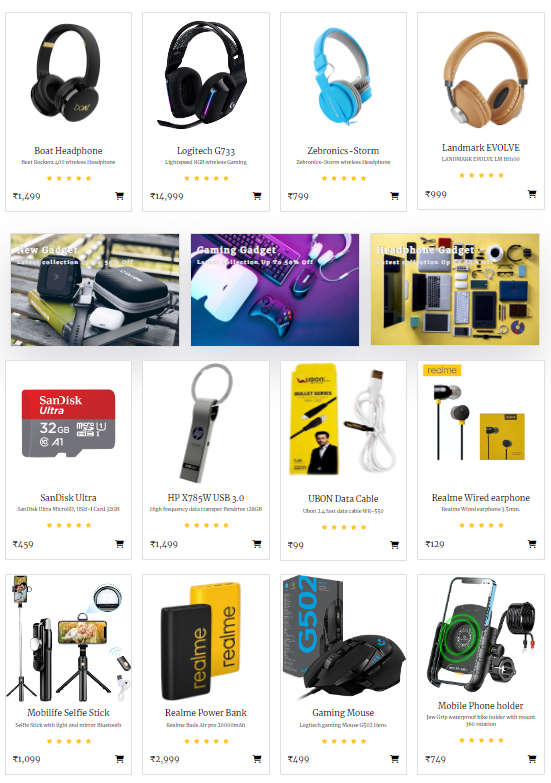 boAt
Boat Headphone
Boat Rockerz 400 wireless Headphone
₹1,499
Logitech G733
Lightspeed RGB wireless Gaming
₹14,999
Zebronics-Storm
Zebronics-Storm wireless Headphone
₹799
Landmark EVOLVE
LANDMARK EVOLVE LM BH100
₹999
New Gadget
Latest collection Up To 50% Off
Gaming Gadget
Latest collection Up To 50% Off
Headphone Gadget
Latest collection Up To 50% Off
SanDisk
Ultra
32GB
micro
HC I
A1
SanDisk Ultra
SanDisk Ultra MicroSD, USH-I Card 32GB
₹459
hp
HP X785W USB 3.0
High frequency data transper Pendrive 128GB
₹1,499
UBON
BULLET SERIES
UBON Data Cable
Ubon 2.4 fast data cable WR-550
₹99
realme
Realme Wired earphone
Realme Wired earphone 3.5mm.
₹129
Mobilife Selfie Stick
Selfie Stick with light and mirror Bluetooth
₹1,099
realme
realme
Realme Power Bank
Realme Buds Air pro 20000mAh
₹2,999
G502
Gaming Mouse
Logitech gaming Mouse G502 Hero.
₹499
Mobile Phone holder
Jaw Grip waterproof bike holder with mount
360 rotation
₹749